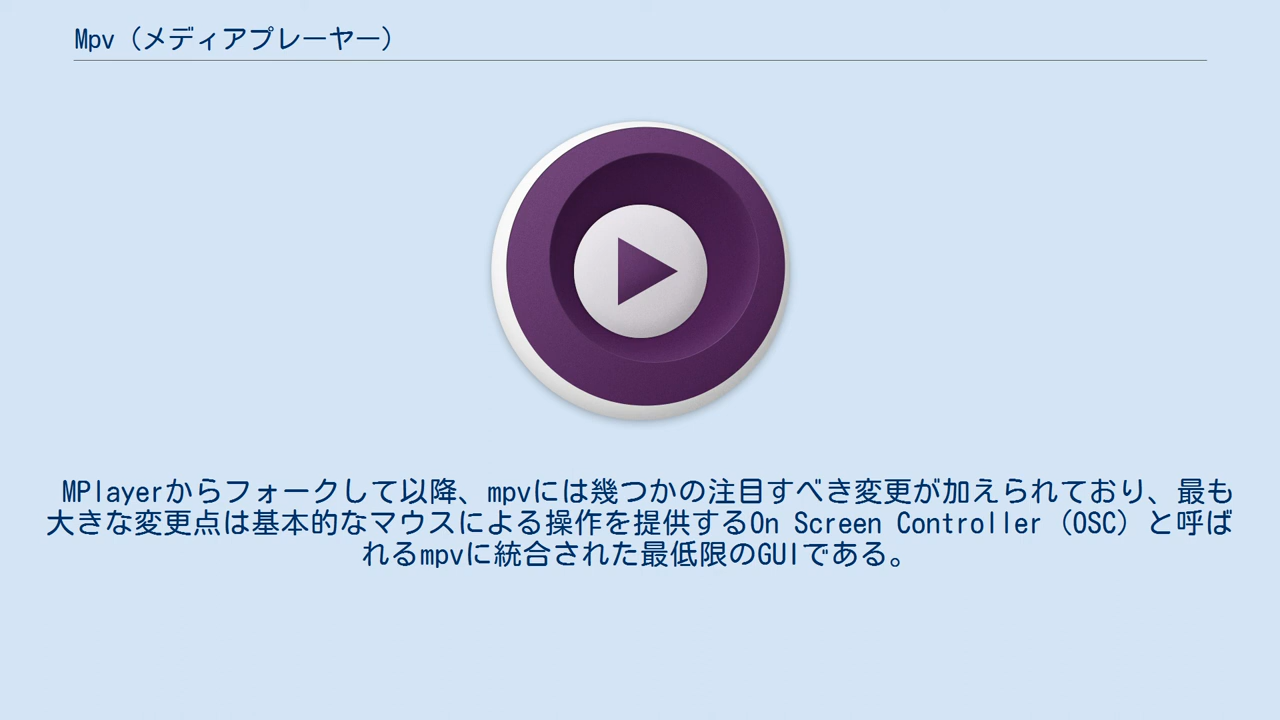 Mpv（メディアプレーヤー）
MPlayerからフォークして以降、mpvには幾つかの注目すべき変更が加えられており、最も
大きな変更点は基本的なマウスによる操作を提供するOn Screen Controller（OSC）と呼ば
れるmpvに統合された最低限のGUIである。